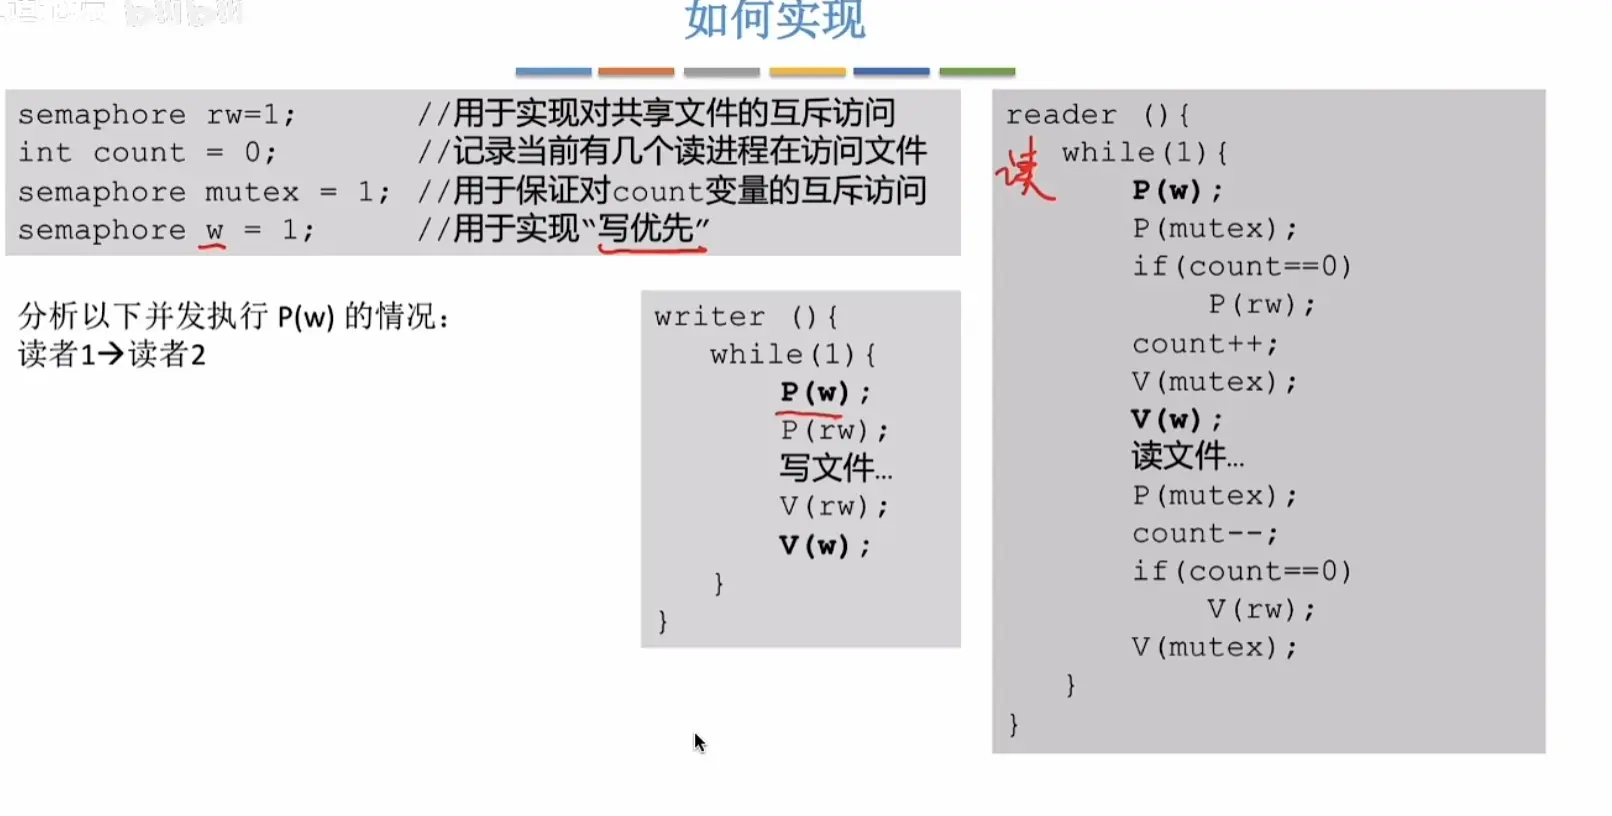 如何实现
semaphore rw=1; //用于实现对共享文件的互斥访问
int count = 0; //记录当前有几个读进程在访问文件
semaphore mutex = 1; //用于保证对count变量的互斥访问
semaphore w = 1; //用于实现“写优先”
分析以下并发执行 P(w) 的情况：
读者1→读者2
writer (){
while(1){
P(w);
P(rw);
写文件…
V(rw);
V(w);
}
}
reader (){
读
while(1){
P(w);
P(mutex);
if(count==0)
P(rw);
count++;
V(mutex);
V(w);
读文件…
P(mutex);
count--;
if(count==0)
V(rw);
V(mutex);
}
}